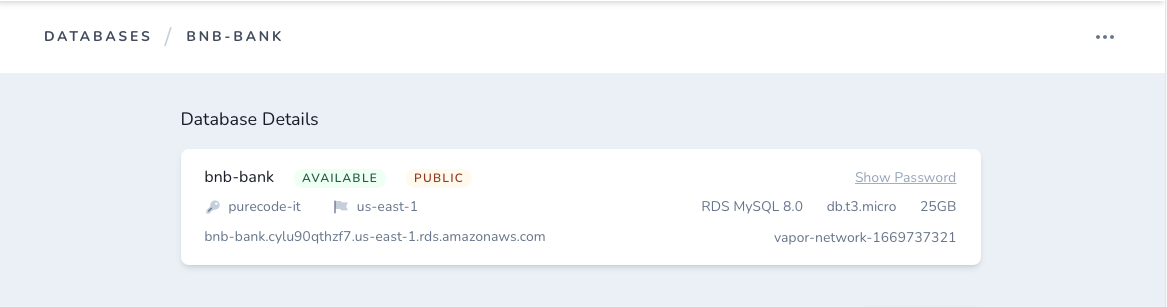 DATABASES / BNB-BANK
Database Details
bnb-bank AVAILABLE PUBLIC Show Password
purecode-it us-east-1 RDS MySQL 8.0 db.t3.micro 25GB
bnb-bank.cylu90qthzf7.us-east-1.rds.amazonaws.com vapor-network-1669737321